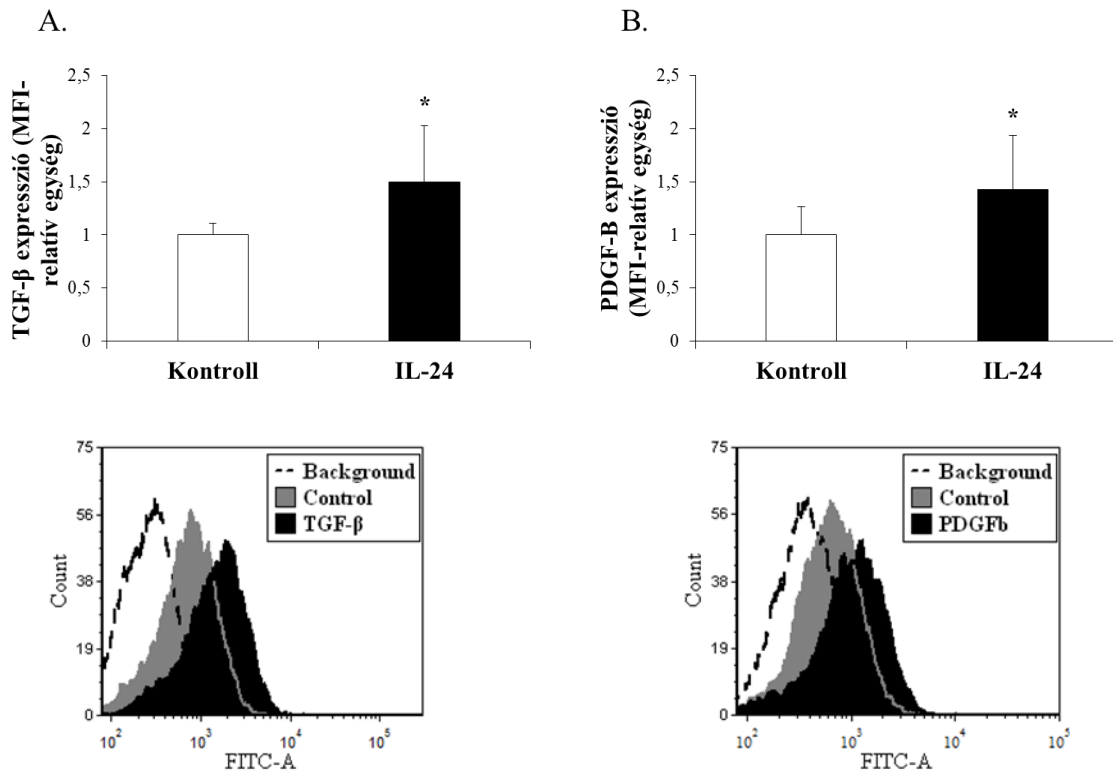 A.
TGF-β expresszió (MFI-
relatív egység)
2,5
2
1,5
1
0,5
0
*
Kontroll
IL-24
B.
PDGF-B expresszió
(MFI-relatív egység)
2,5
2
1,5
1
0,5
0
*
Kontroll
IL-24
Count
75
56
38
19
0
Background
Control
TGF-β
10²
10³
10⁴
10⁵
FITC-A
Count
75
56
38
19
0
Background
Control
PDGFb
10²
10³
10⁴
10⁵
FITC-A